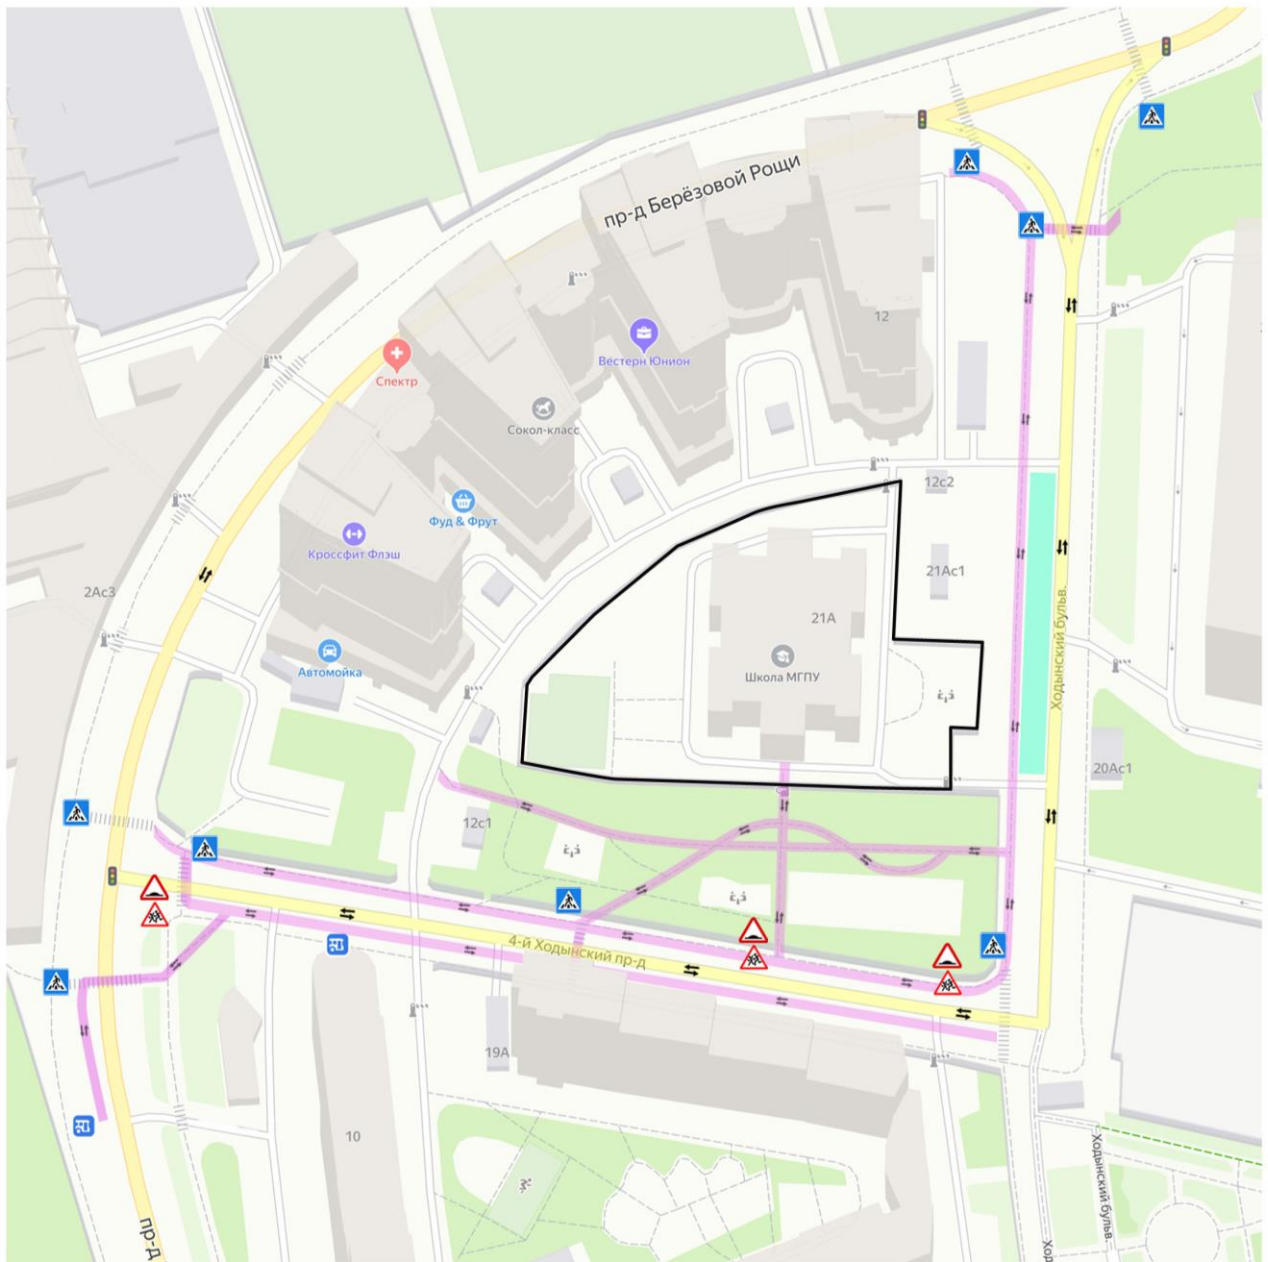 пр-д Берёзовой Рощи
12
Вестерн Юнион
Спектр
Сокол-класс
12с2
Фуд & Фрут
Кроссфит Флэш
21Ас1
2Ас3
21А
Ходынский бульв.
Автомойка
Школа МГПУ
20Ас1
12с1
4-й Ходынский пр-д
19А
10
Ходынский бульв.
пр-д
Ход